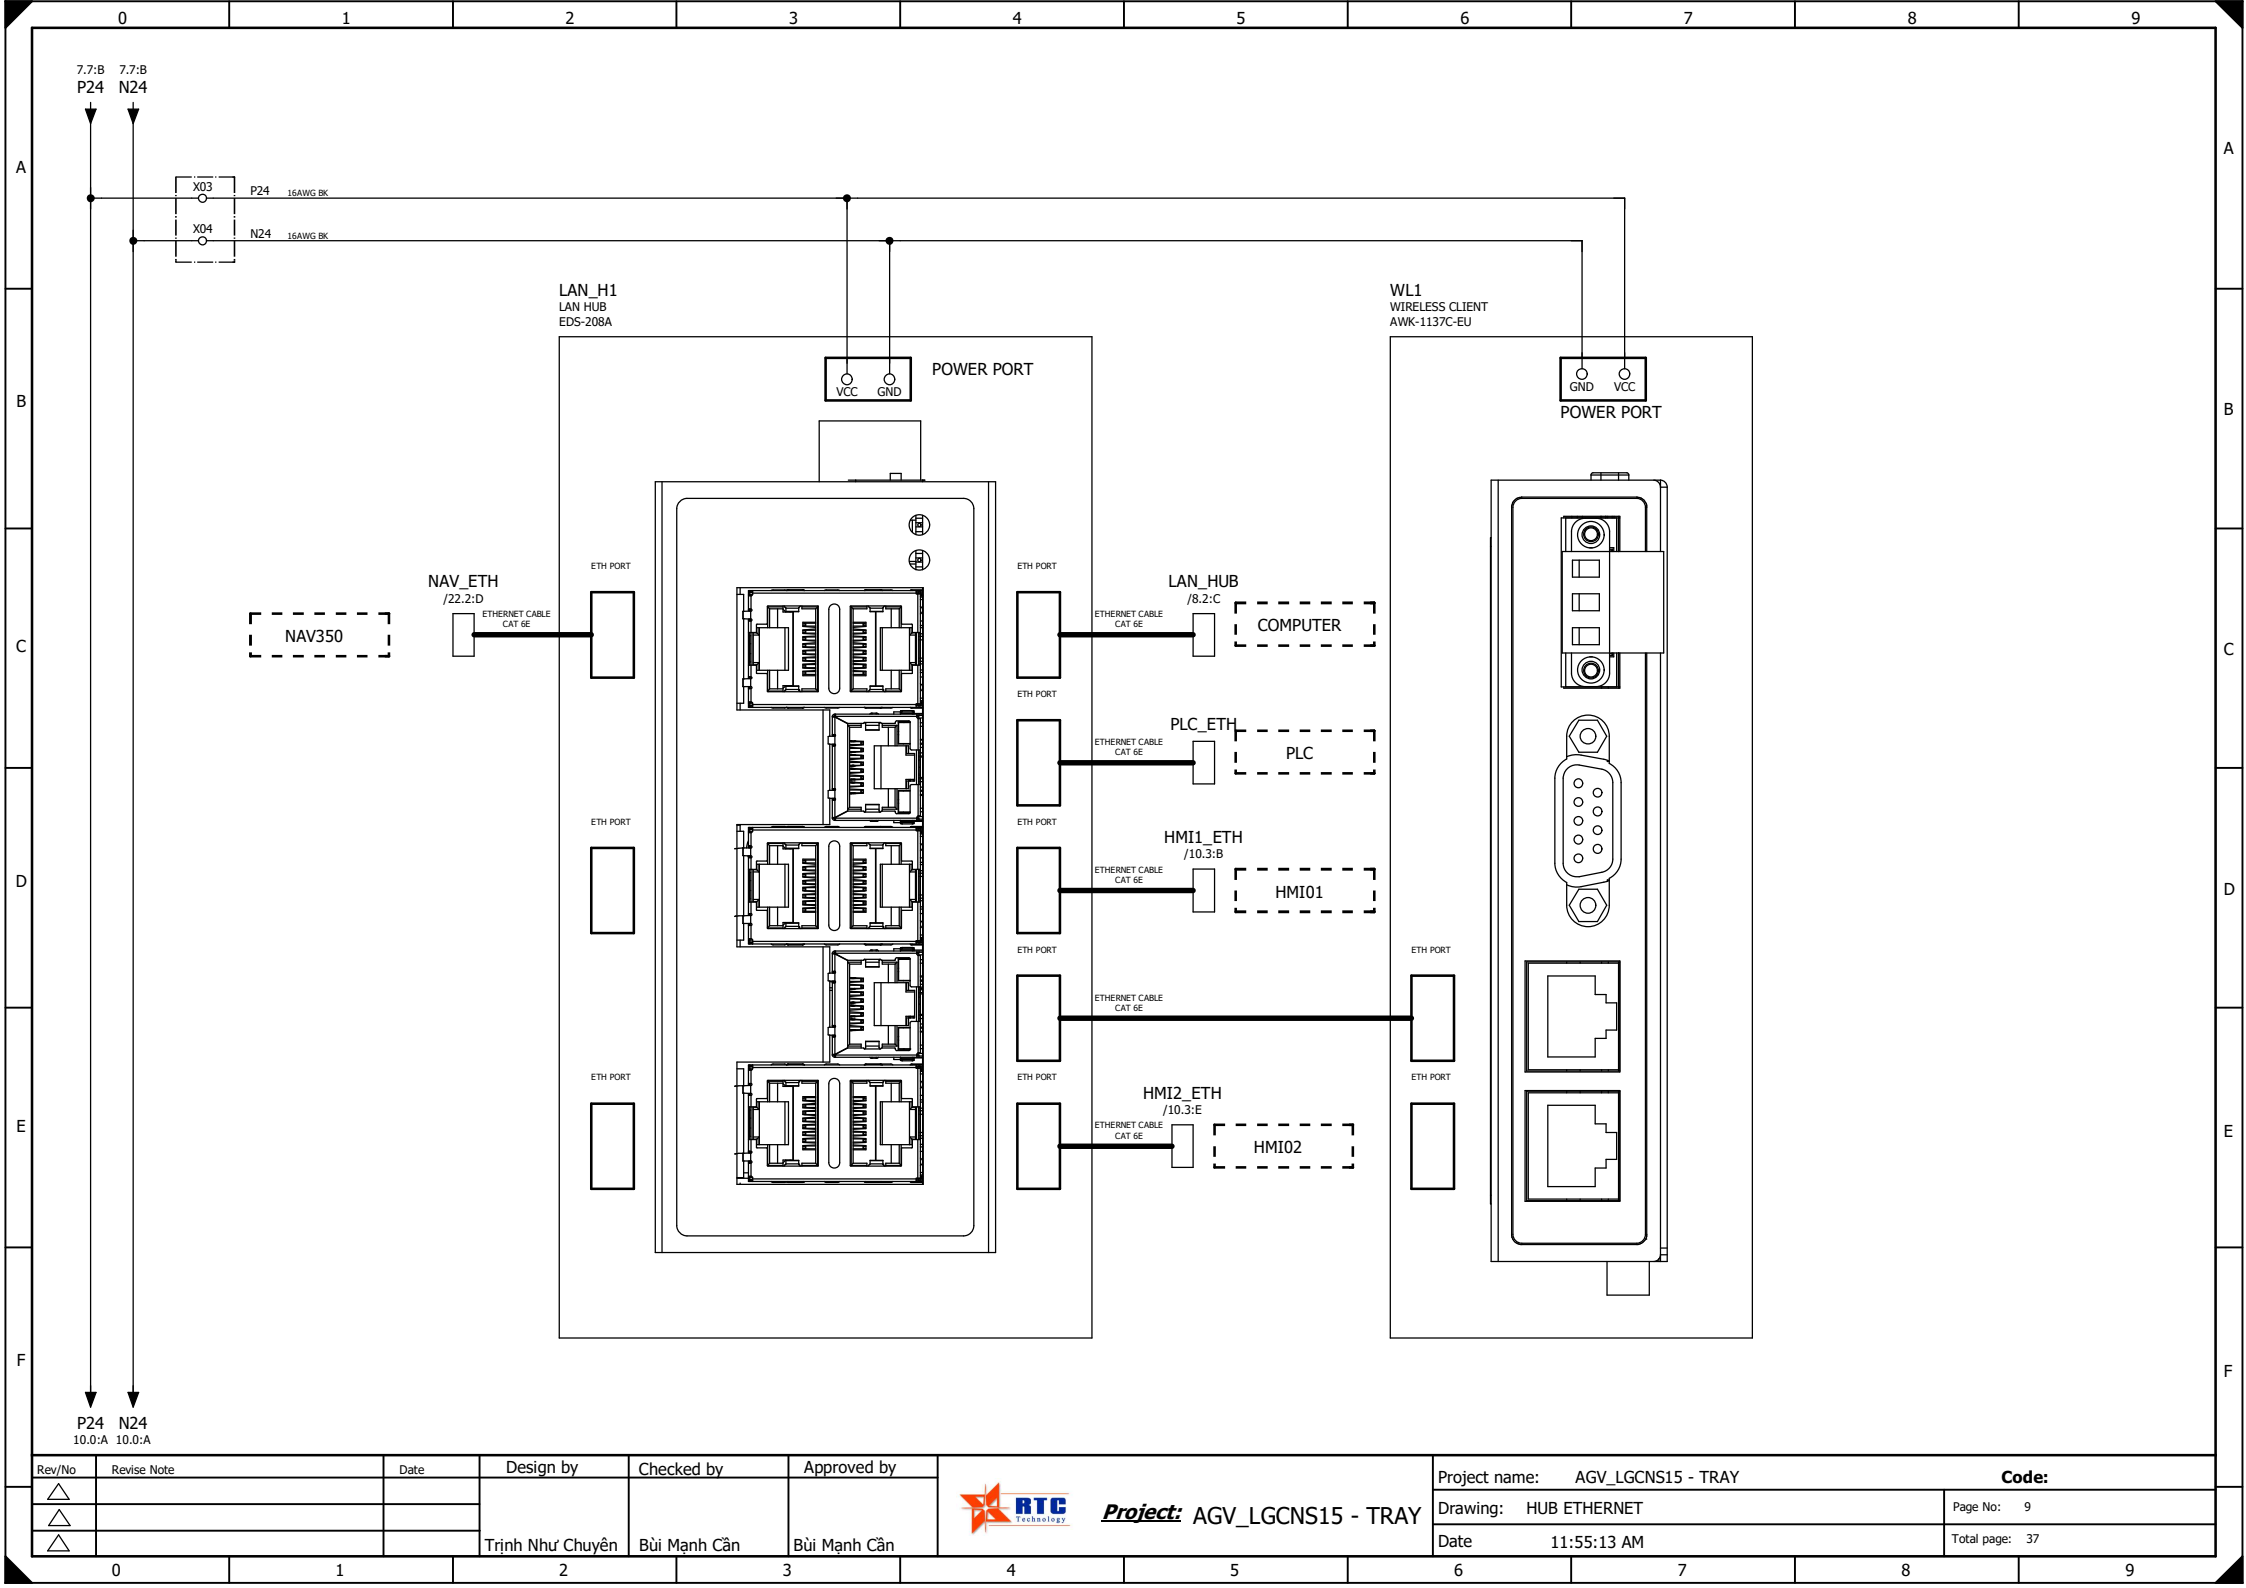 0 1 2 3 4 5 6 7 8 9
7.7:B 7.7:B
P24 N24
A A
X03 P24 16AWG BK
X04 N24 16AWG BK
LAN_H1
LAN HUB
EDS-208A
WL1
WIRELESS CLIENT
AWK-1137C-EU
POWER PORT
VCC GND
GND VCC
POWER PORT
B B
ETH PORT ETH PORT
NAV_ETH
/22.2:D
ETHERNET CABLE
CAT 6E
NAV350
LAN_HUB
/8.2:C
ETHERNET CABLE
CAT 6E
COMPUTER
C C
ETH PORT
PLC_ETH
ETHERNET CABLE
CAT 6E
PLC
ETH PORT ETH PORT
HMI1_ETH
/10.3:B
ETHERNET CABLE
CAT 6E
HMI01
D D
ETH PORT ETH PORT
ETHERNET CABLE
CAT 6E
ETH PORT ETH PORT ETH PORT
HMI2_ETH
/10.3:E
ETHERNET CABLE
CAT 6E
HMI02
E E
F F
P24 N24
10.0:A 10.0:A
Rev/No Revise Note Date Design by Checked by Approved by
Trịnh Như Chuyên Bùi Mạnh Cần Bùi Mạnh Cần
RTC
Technology
Project: AGV_LGCNS15 - TRAY
Project name: AGV_LGCNS15 - TRAY Code:
Drawing: HUB ETHERNET Page No: 9
Date 11:55:13 AM Total page: 37
0 1 2 3 4 5 6 7 8 9